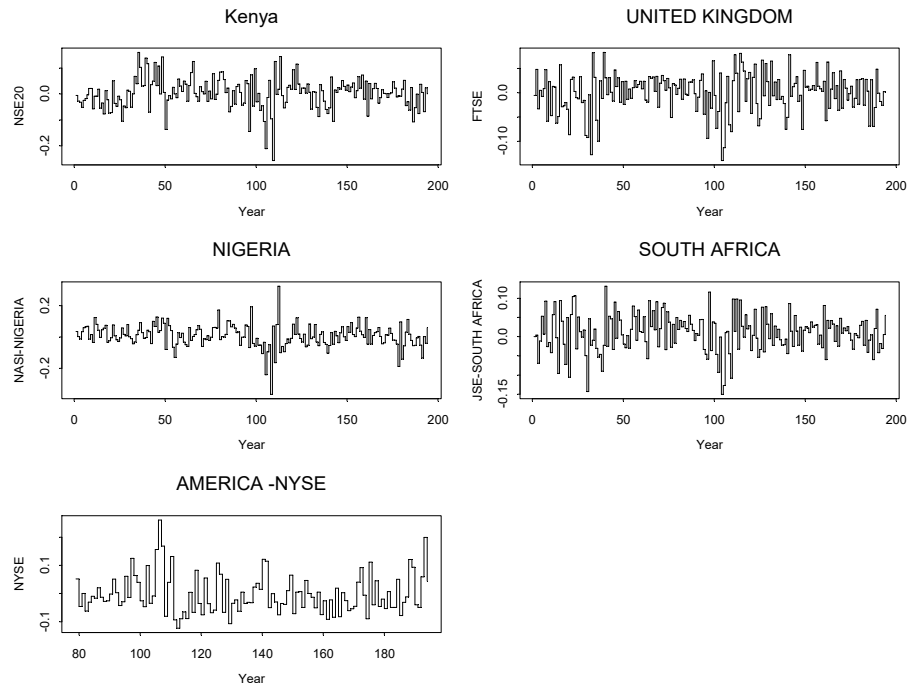 Kenya
NSE20
0.0
-0.2
0
50
100
150
200
Year
UNITED KINGDOM
FTSE
0.0
-0.10
0
50
100
150
200
Year
NIGERIA
NASI-NIGERIA
0.2
-0.2
0
50
100
150
200
Year
SOUTH AFRICA
JSE-SOUTH AFRICA
0.10
0.0
-0.15
0
50
100
150
200
Year
AMERICA -NYSE
NYSE
0.1
-0.1
80
100
120
140
160
180
Year